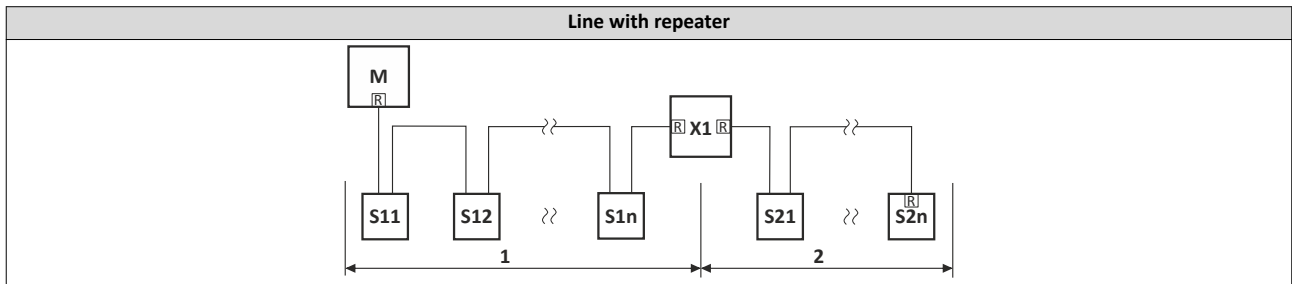 Line with repeater
M
R
R X1 R
S11 S12 S1n S21 R S2n
1 2